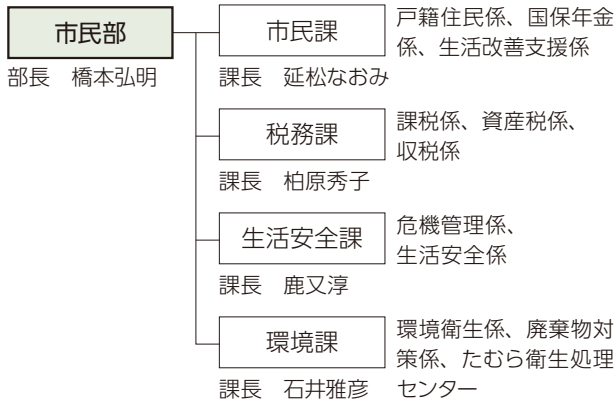 市民部
部長　橋本弘明
市民課
課長　延松なおみ
戸籍住民係、国保年金
係、生活改善支援係
税務課
課長　柏原秀子
課税係、資産税係、
収税係
生活安全課
課長　鹿又淳
危機管理係、
生活安全係
環境課
課長　石井雅彦
環境衛生係、廃棄物対
策係、たむら衛生処理
センター